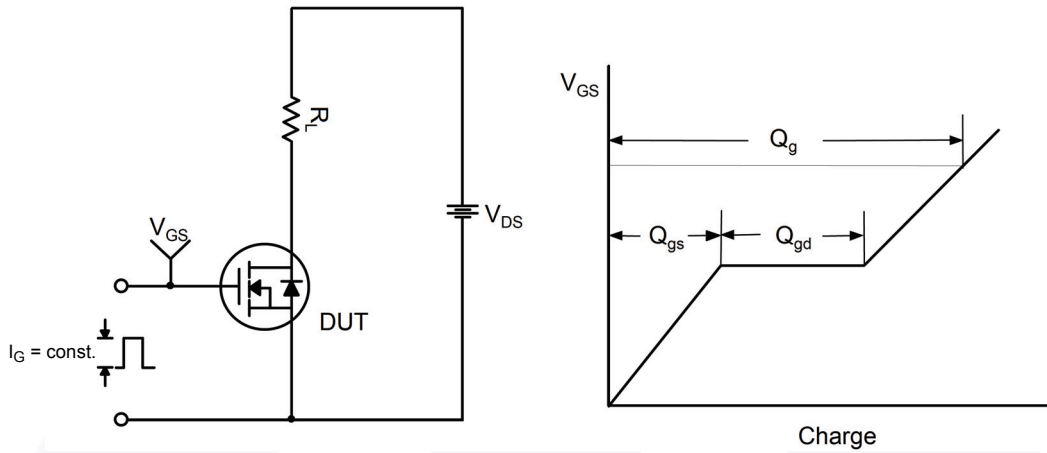 R_L
V_GS
V_DS
DUT
I_G = const.
V_GS
Q_g
Q_gs
Q_gd
Charge